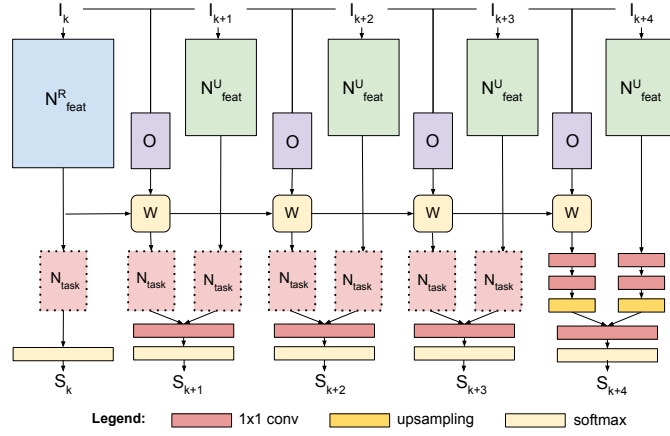 I_k I_k+1 I_k+2 I_k+3 I_k+4
N^R_feat N^U_feat N^U_feat N^U_feat N^U_feat
O O O O
W W W W
N_task N_task N_task N_task N_task N_task N_task
S_k S_k+1 S_k+2 S_k+3 S_k+4
Legend: 1x1 conv upsampling softmax